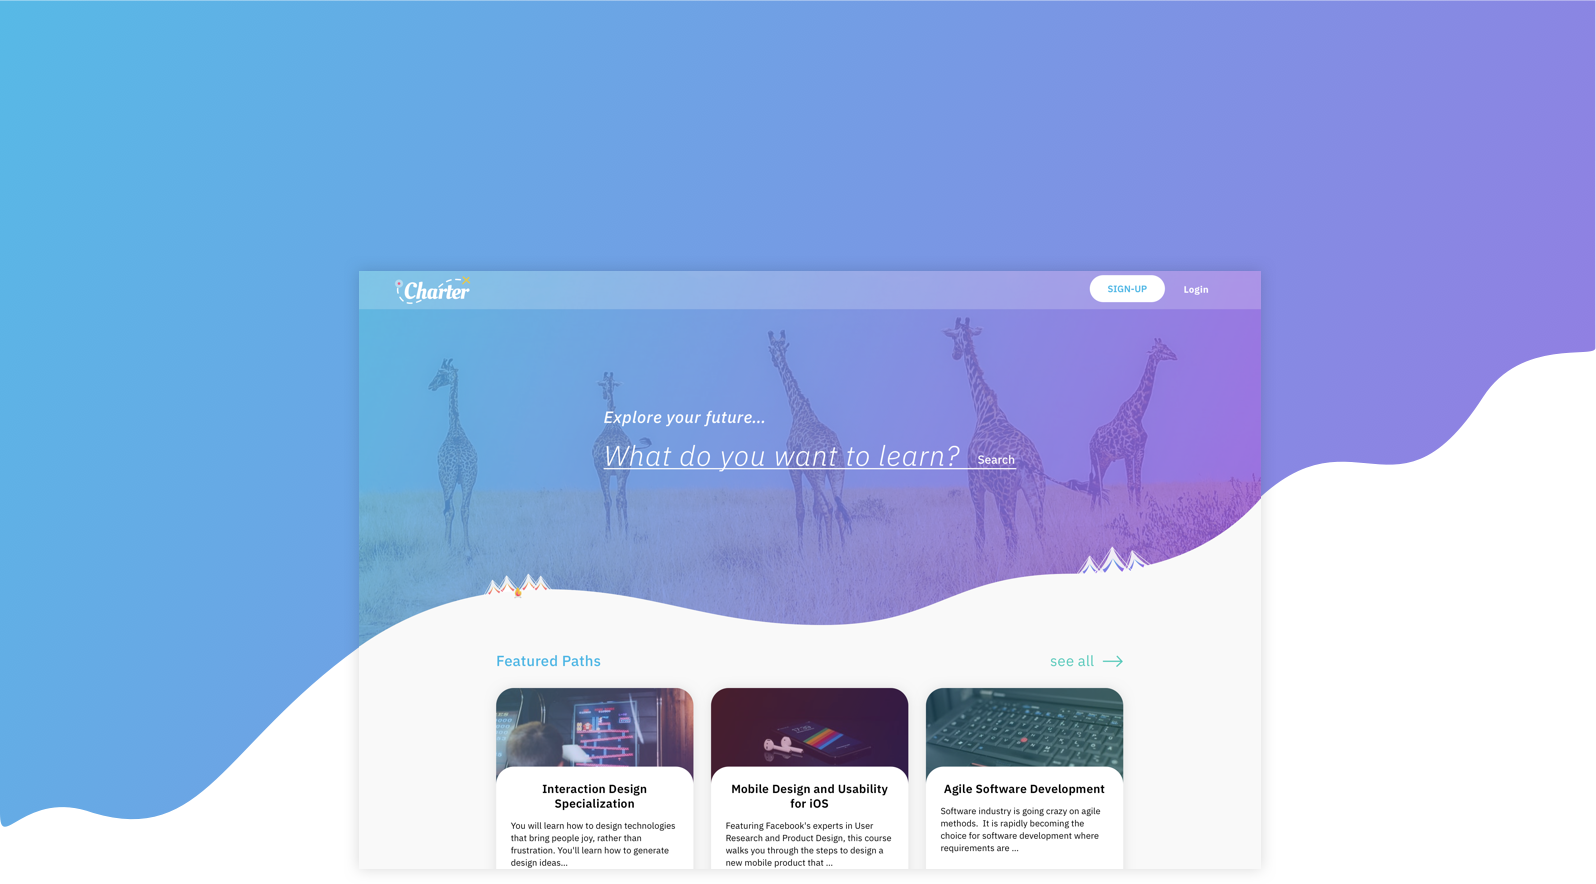 Charter
SIGN-UP
Login
Explore your future...
What do you want to learn?
Search
Featured Paths
see all
Interaction Design
Specialization
You will learn how to design technologies
that bring people joy, rather than
frustration. You'll learn how to generate
design ideas...
Mobile Design and Usability
for iOS
Featuring Facebook's experts in User
Research and Product Design, this course
walks you through the steps to design a
new mobile product that ...
Agile Software Development
Software industry is going crazy on agile
methods.  It is rapidly becoming the
choice for software development where
requirements are ...